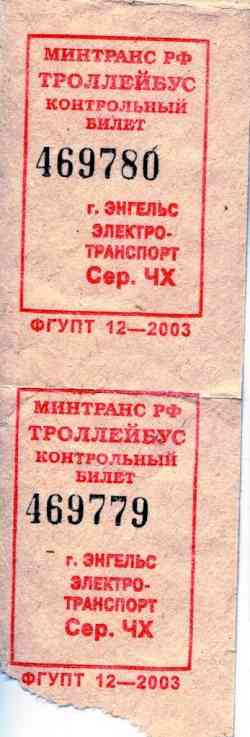 МИНТРАНС РФ
ТРОЛЛЕЙБУС
КОНТРОЛЬНЫЙ
БИЛЕТ
469780
г. ЭНГЕЛЬС
ЭЛЕКТРО-
ТРАНСПОРТ
Сер. ЧХ
ФГУПТ 12—2003
МИНТРАНС РФ
ТРОЛЛЕЙБУС
КОНТРОЛЬНЫЙ
БИЛЕТ
469779
г. ЭНГЕЛЬС
ЭЛЕКТРО-
ТРАНСПОРТ
Сер. ЧХ
ФГУПТ 12—2003